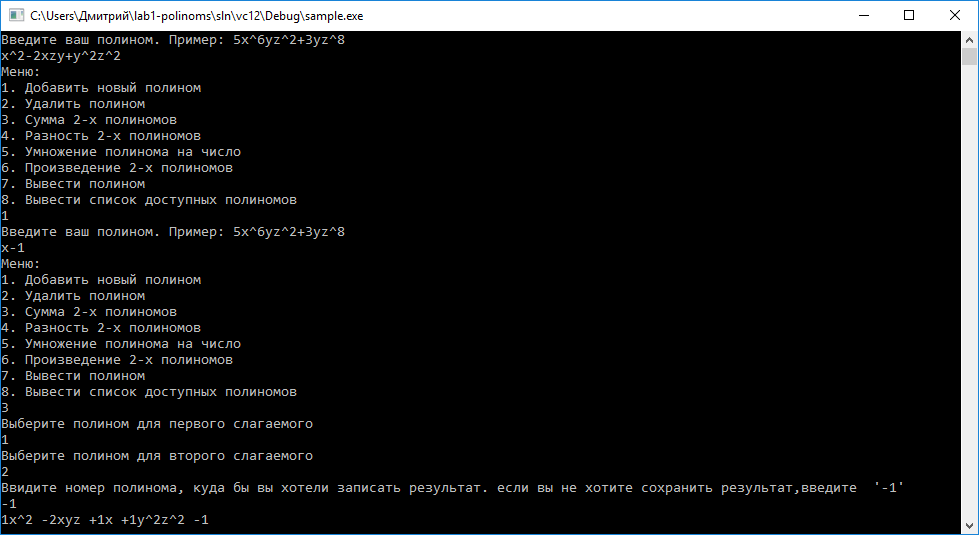 C:\Users\Дмитрий\lab1-polinoms\sln\vc12\Debug\sample.exe
Введите ваш полином. Пример: 5x^6yz^2+3yz^8
x^2-2xzy+y^2z^2
Меню:
1. Добавить новый полином
2. Удалить полином
3. Сумма 2-х полиномов
4. Разность 2-х полиномов
5. Умножение полинома на число
6. Произведение 2-х полиномов
7. Вывести полином
8. Вывести список доступных полиномов
1
Введите ваш полином. Пример: 5x^6yz^2+3yz^8
x-1
Меню:
1. Добавить новый полином
2. Удалить полином
3. Сумма 2-х полиномов
4. Разность 2-х полиномов
5. Умножение полинома на число
6. Произведение 2-х полиномов
7. Вывести полином
8. Вывести список доступных полиномов
3
Выберите полином для первого слагаемого
1
Выберите полином для второго слагаемого
2
Ввидите номер полинома, куда бы вы хотели записать результат. если вы не хотите сохранить результат,введите  '-1'
-1
1x^2 -2xyz +1x +1y^2z^2 -1